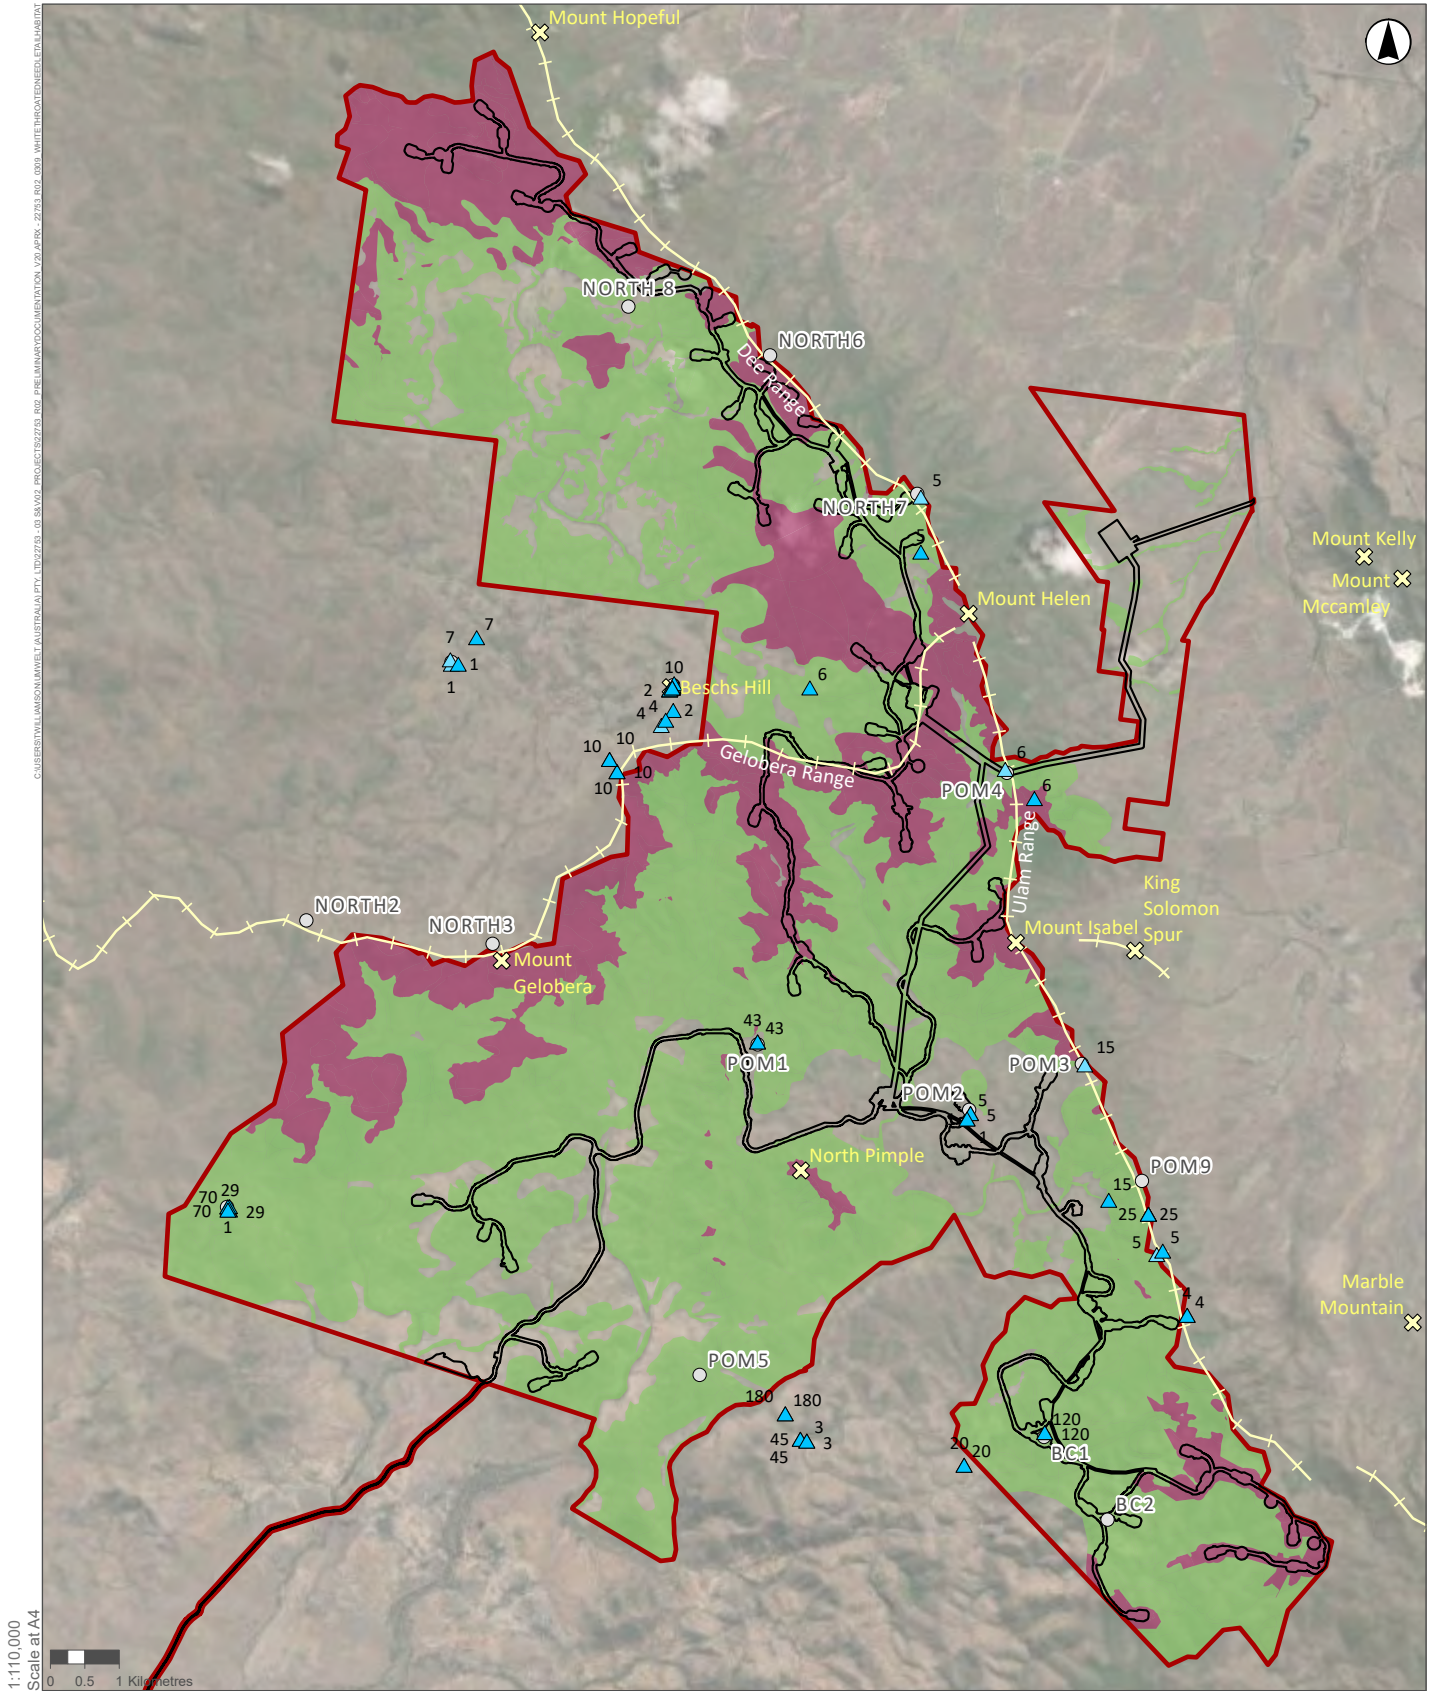 Mount Hopeful
NORTH 8
NORTH6
Dee Range
5
NORTH7
5
Mount Kelly
Mount
Mccamley
Mount Helen
7
7
1
1
10
2
Beschs Hill
6
4
4
2
10
10
10
10
Gelobera Range
6
POM4
6
Ulam Range
King
Solomon
Spur
NORTH2
NORTH3
Mount Isabel
Mount
Gelobera
43
43
POM1
15
POM3
POM2
5
5
1
North Pimple
POM9
15
25
25
70
29
70
29
1
5
5
4
4
Marble
Mountain
POM5
180
180
3
45
3
45
120
120
20
20
BC1
BC2
1:110,000
Scale at A4
0 0.5 1 Kilometres